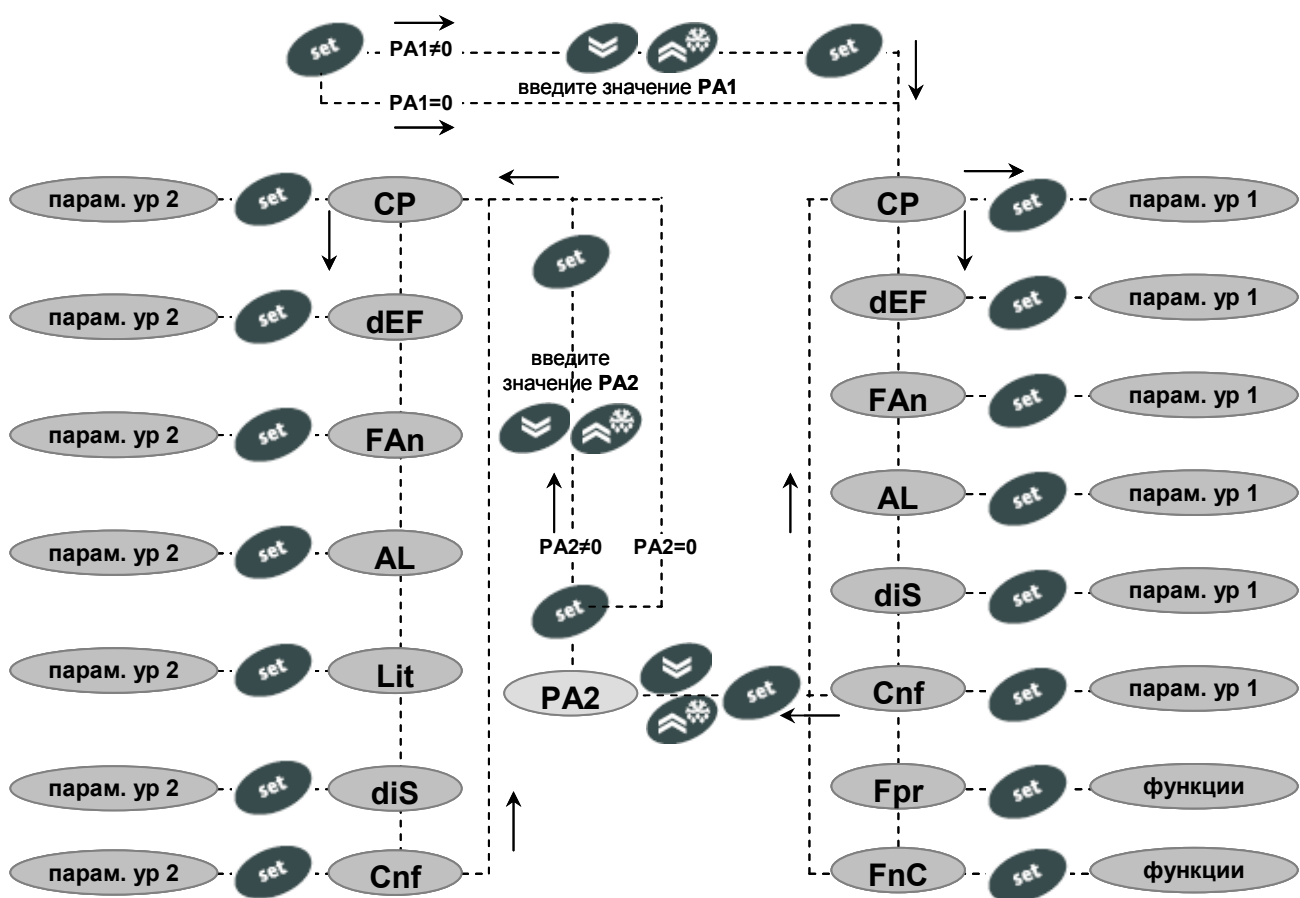 set PA1≠0 set
введите значение PA1
PA1=0
парам. ур 2 set CP CP set парам. ур 1
set
парам. ур 2 set dEF dEF set парам. ур 1
введите
значение PA2
парам. ур 2 set FAn FAn set парам. ур 1
парам. ур 2 set AL AL set парам. ур 1
PA2≠0 PA2=0
set
diS set парам. ур 1
парам. ур 2 set Lit
PA2 set Cnf set парам. ур 1
парам. ур 2 set diS Fpr set функции
парам. ур 2 set Cnf FnC set функции